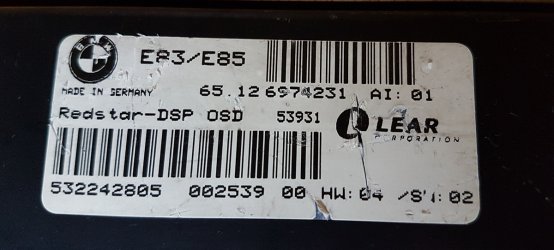 BMW
E83/E85
MADE IN GERMANY
65.12 6974231 AI: 01
Redstar-DSP OSD 53931
LEAR
CORPORATION
532242805 002539 00 HW: 04 /SW: 02